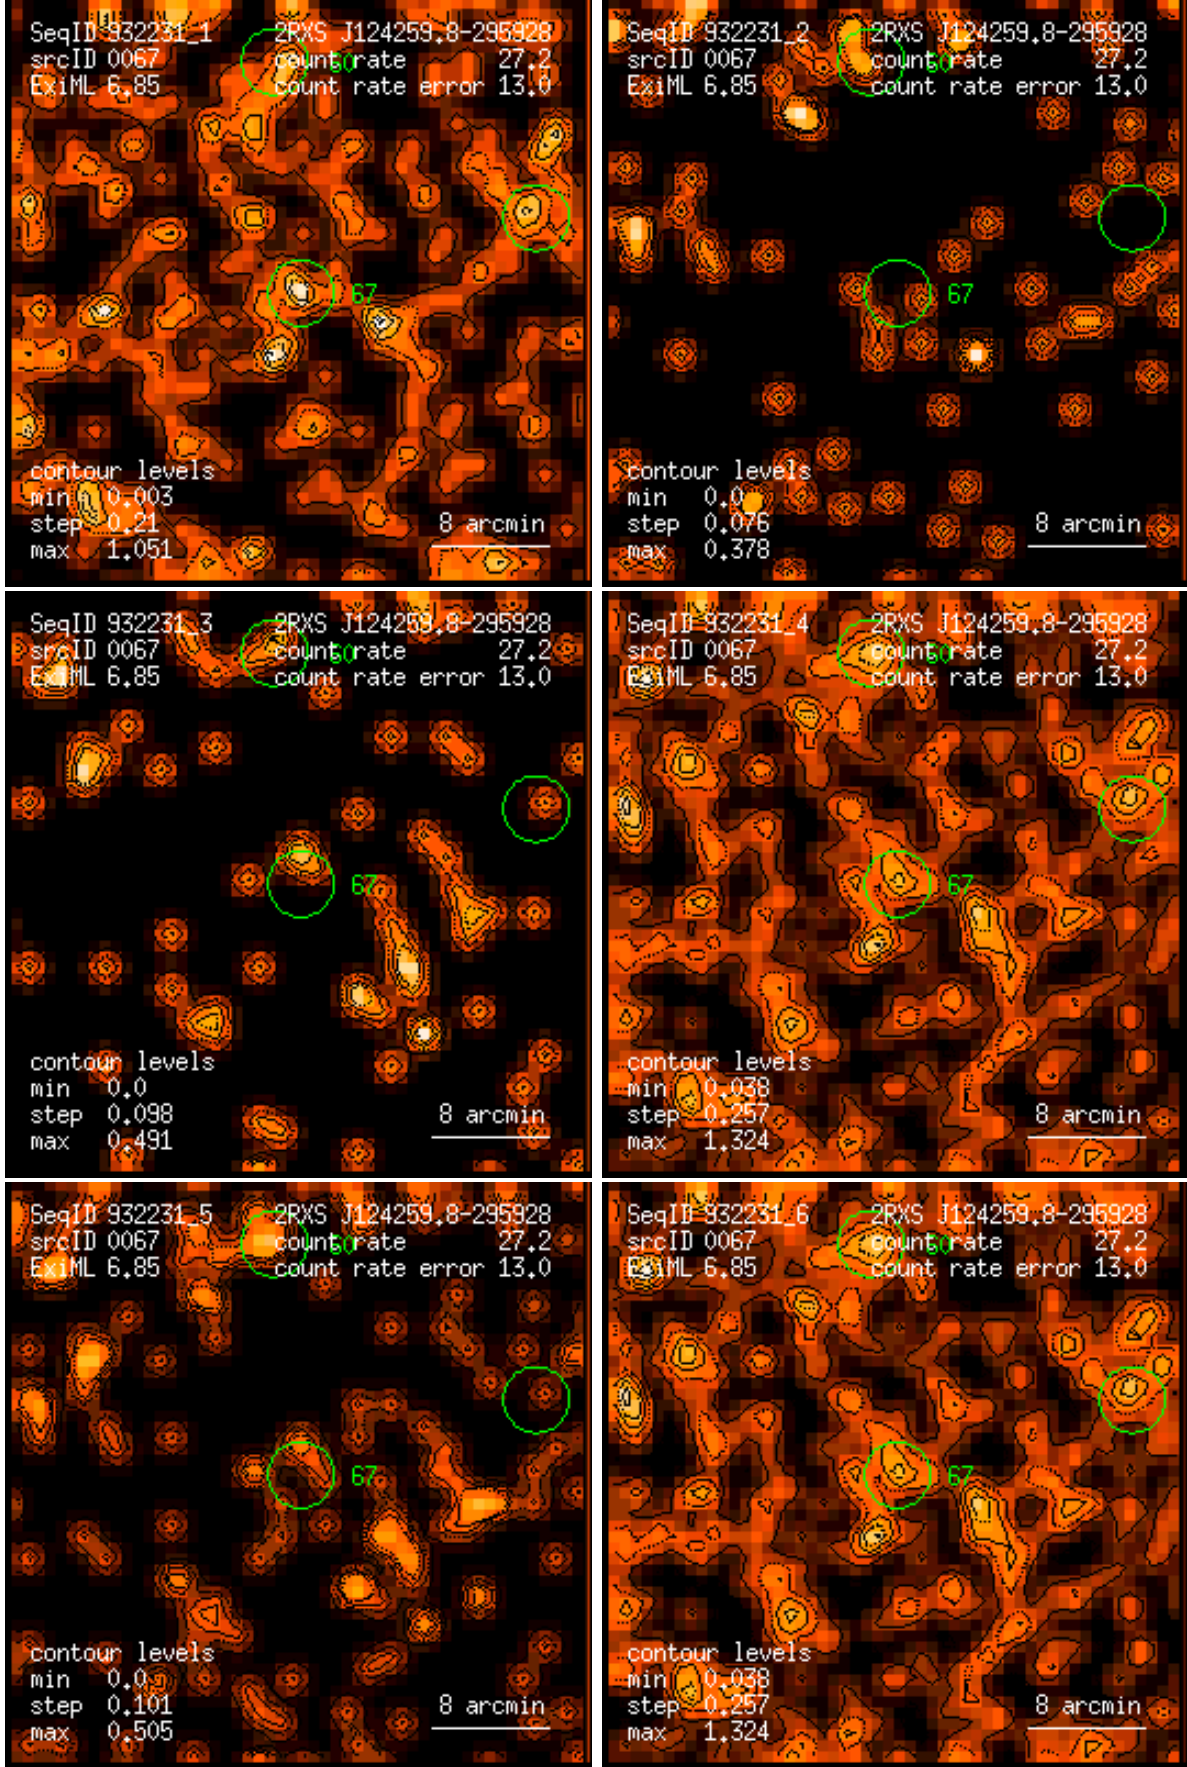 SeqID 932231_1 2RXS J124259.8-295928
srcID 0067 count rate 27.2
ExiML 6.85 count rate error 13.0
60
67
contour levels
min 0.003
step 0.21
max 1.051
8 arcmin
SeqID 932231_2 2RXS J124259.8-295928
srcID 0067 count rate 27.2
ExiML 6.85 count rate error 13.0
60
67
contour levels
min 0.0
step 0.076
max 0.378
8 arcmin
SeqID 932231_3 2RXS J124259.8-295928
srcID 0067 count rate 27.2
ExiML 6.85 count rate error 13.0
60
67
contour levels
min 0.0
step 0.098
max 0.491
8 arcmin
SeqID 932231_4 2RXS J124259.8-295928
srcID 0067 count rate 27.2
ExiML 6.85 count rate error 13.0
60
67
contour levels
min 0.038
step 0.257
max 1.324
8 arcmin
SeqID 932231_5 2RXS J124259.8-295928
srcID 0067 count rate 27.2
ExiML 6.85 count rate error 13.0
60
67
contour levels
min 0.0
step 0.101
max 0.505
8 arcmin
SeqID 932231_6 2RXS J124259.8-295928
srcID 0067 count rate 27.2
ExiML 6.85 count rate error 13.0
60
67
contour levels
min 0.038
step 0.257
max 1.324
8 arcmin